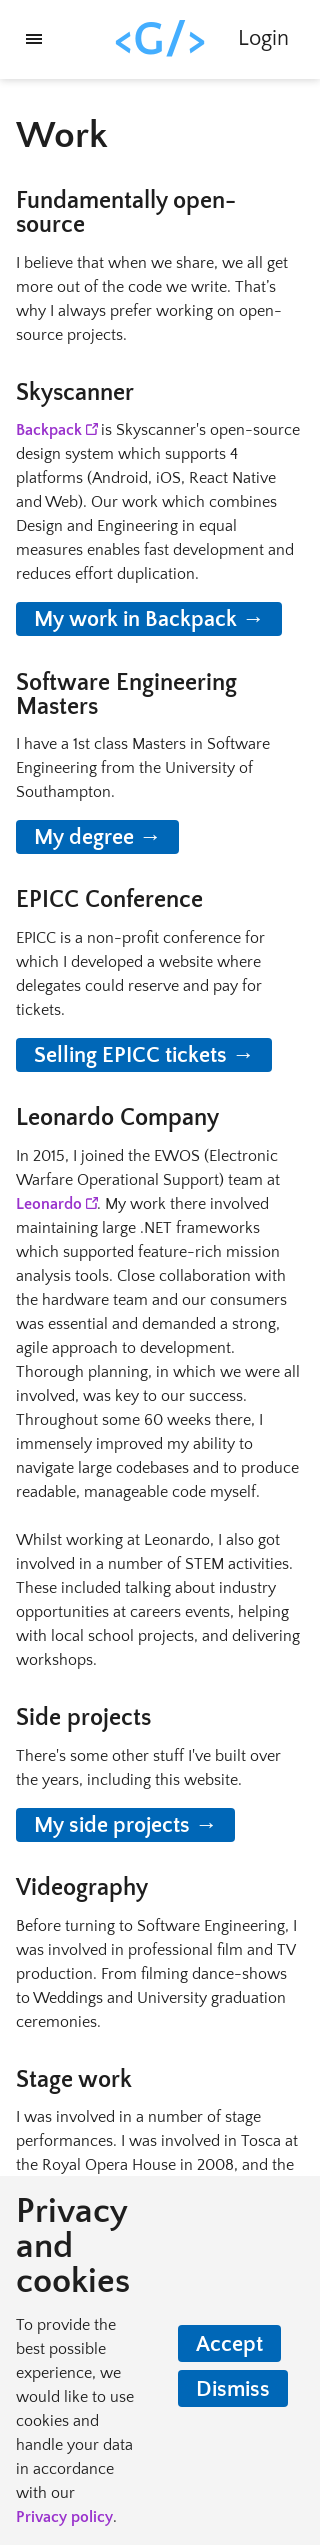 <G/>
Login
Work
Fundamentally open-
source
I believe that when we share, we all get
more out of the code we write. That's
why I always prefer working on open-
source projects.
Skyscanner
Backpack is Skyscanner's open-source
design system which supports 4
platforms (Android, iOS, React Native
and Web). Our work which combines
Design and Engineering in equal
measures enables fast development and
reduces effort duplication.
My work in Backpack →
Software Engineering
Masters
I have a 1st class Masters in Software
Engineering from the University of
Southampton.
My degree →
EPICC Conference
EPICC is a non-profit conference for
which I developed a website where
delegates could reserve and pay for
tickets.
Selling EPICC tickets →
Leonardo Company
In 2015, I joined the EWOS (Electronic
Warfare Operational Support) team at
Leonardo. My work there involved
maintaining large .NET frameworks
which supported feature-rich mission
analysis tools. Close collaboration with
the hardware team and our consumers
was essential and demanded a strong,
agile approach to development.
Thorough planning, in which we were all
involved, was key to our success.
Throughout some 60 weeks there, I
immensely improved my ability to
navigate large codebases and to produce
readable, manageable code myself.
Whilst working at Leonardo, I also got
involved in a number of STEM activities.
These included talking about industry
opportunities at careers events, helping
with local school projects, and delivering
workshops.
Side projects
There's some other stuff I've built over
the years, including this website.
My side projects →
Videography
Before turning to Software Engineering, I
was involved in professional film and TV
production. From filming dance-shows
to Weddings and University graduation
ceremonies.
Stage work
I was involved in a number of stage
performances. I was involved in Tosca at
the Royal Opera House in 2008, and the
Privacy
and
cookies
To provide the
best possible
experience, we
would like to use
cookies and
handle your data
in accordance
with our
Privacy policy.
Accept
Dismiss